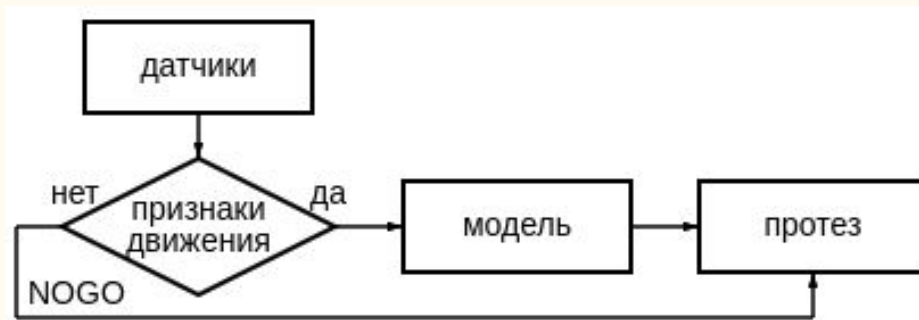 датчики
нет
да
признаки
движения
модель
протез
NOGO